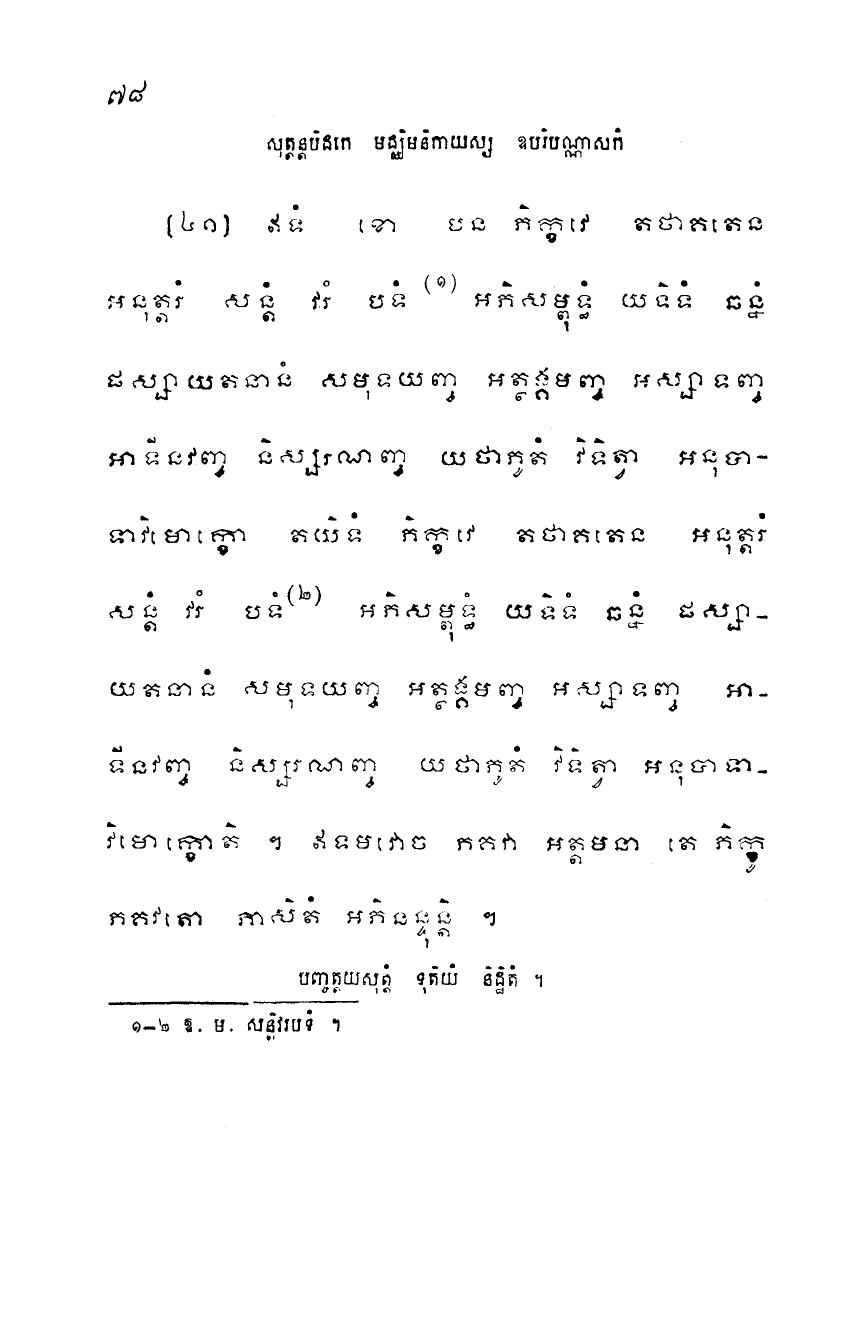 ៧៨
សុត្តន្តបិដកេ មជ្ឈិមនិកាយស្ស ឧបរិបណ្ណាសកំ
[៤១] ឥទំ ខោ បន ភិក្ខវេ តថាគតេន
អនុត្តរំ សន្តំ វរំ បទំ (១) អភិសម្ពុទ្ធំ យទិទំ ឆន្នំ
ផស្សាយតនានំ សមុទយញ្ច អត្ថង្គមញ្ច អស្សាទញ្ច
អាទីនវញ្ច និស្សរណញ្ច យថាភូតំ វិទិត្វា អនុបា-
ទាវិមោក្ខោ តយិទំ ភិក្ខវេ តថាគតេន អនុត្តរំ
សន្តំ វរំ បទំ(២) អភិសម្ពុទ្ធំ យទិទំ ឆន្នំ ផស្សា-
យតនានំ សមុទយញ្ច អត្ថង្គមញ្ច អស្សាទញ្ច អា-
ទីនវញ្ច និស្សរណញ្ច យថាភូតំ វិទិត្វា អនុបាទា-
វិមោក្ខោតិ ។ ឥទមវោច ភគវា អត្តមនា តេ ភិក្ខូ
ភគវតោ ភាសិតំ អភិនន្ទុន្តិ ។
បញ្ចត្តយសុត្តំ ទុតិយំ និដ្ឋិតំ ។
១-២ ឱ. ម. សន្តិវរបទំ ។